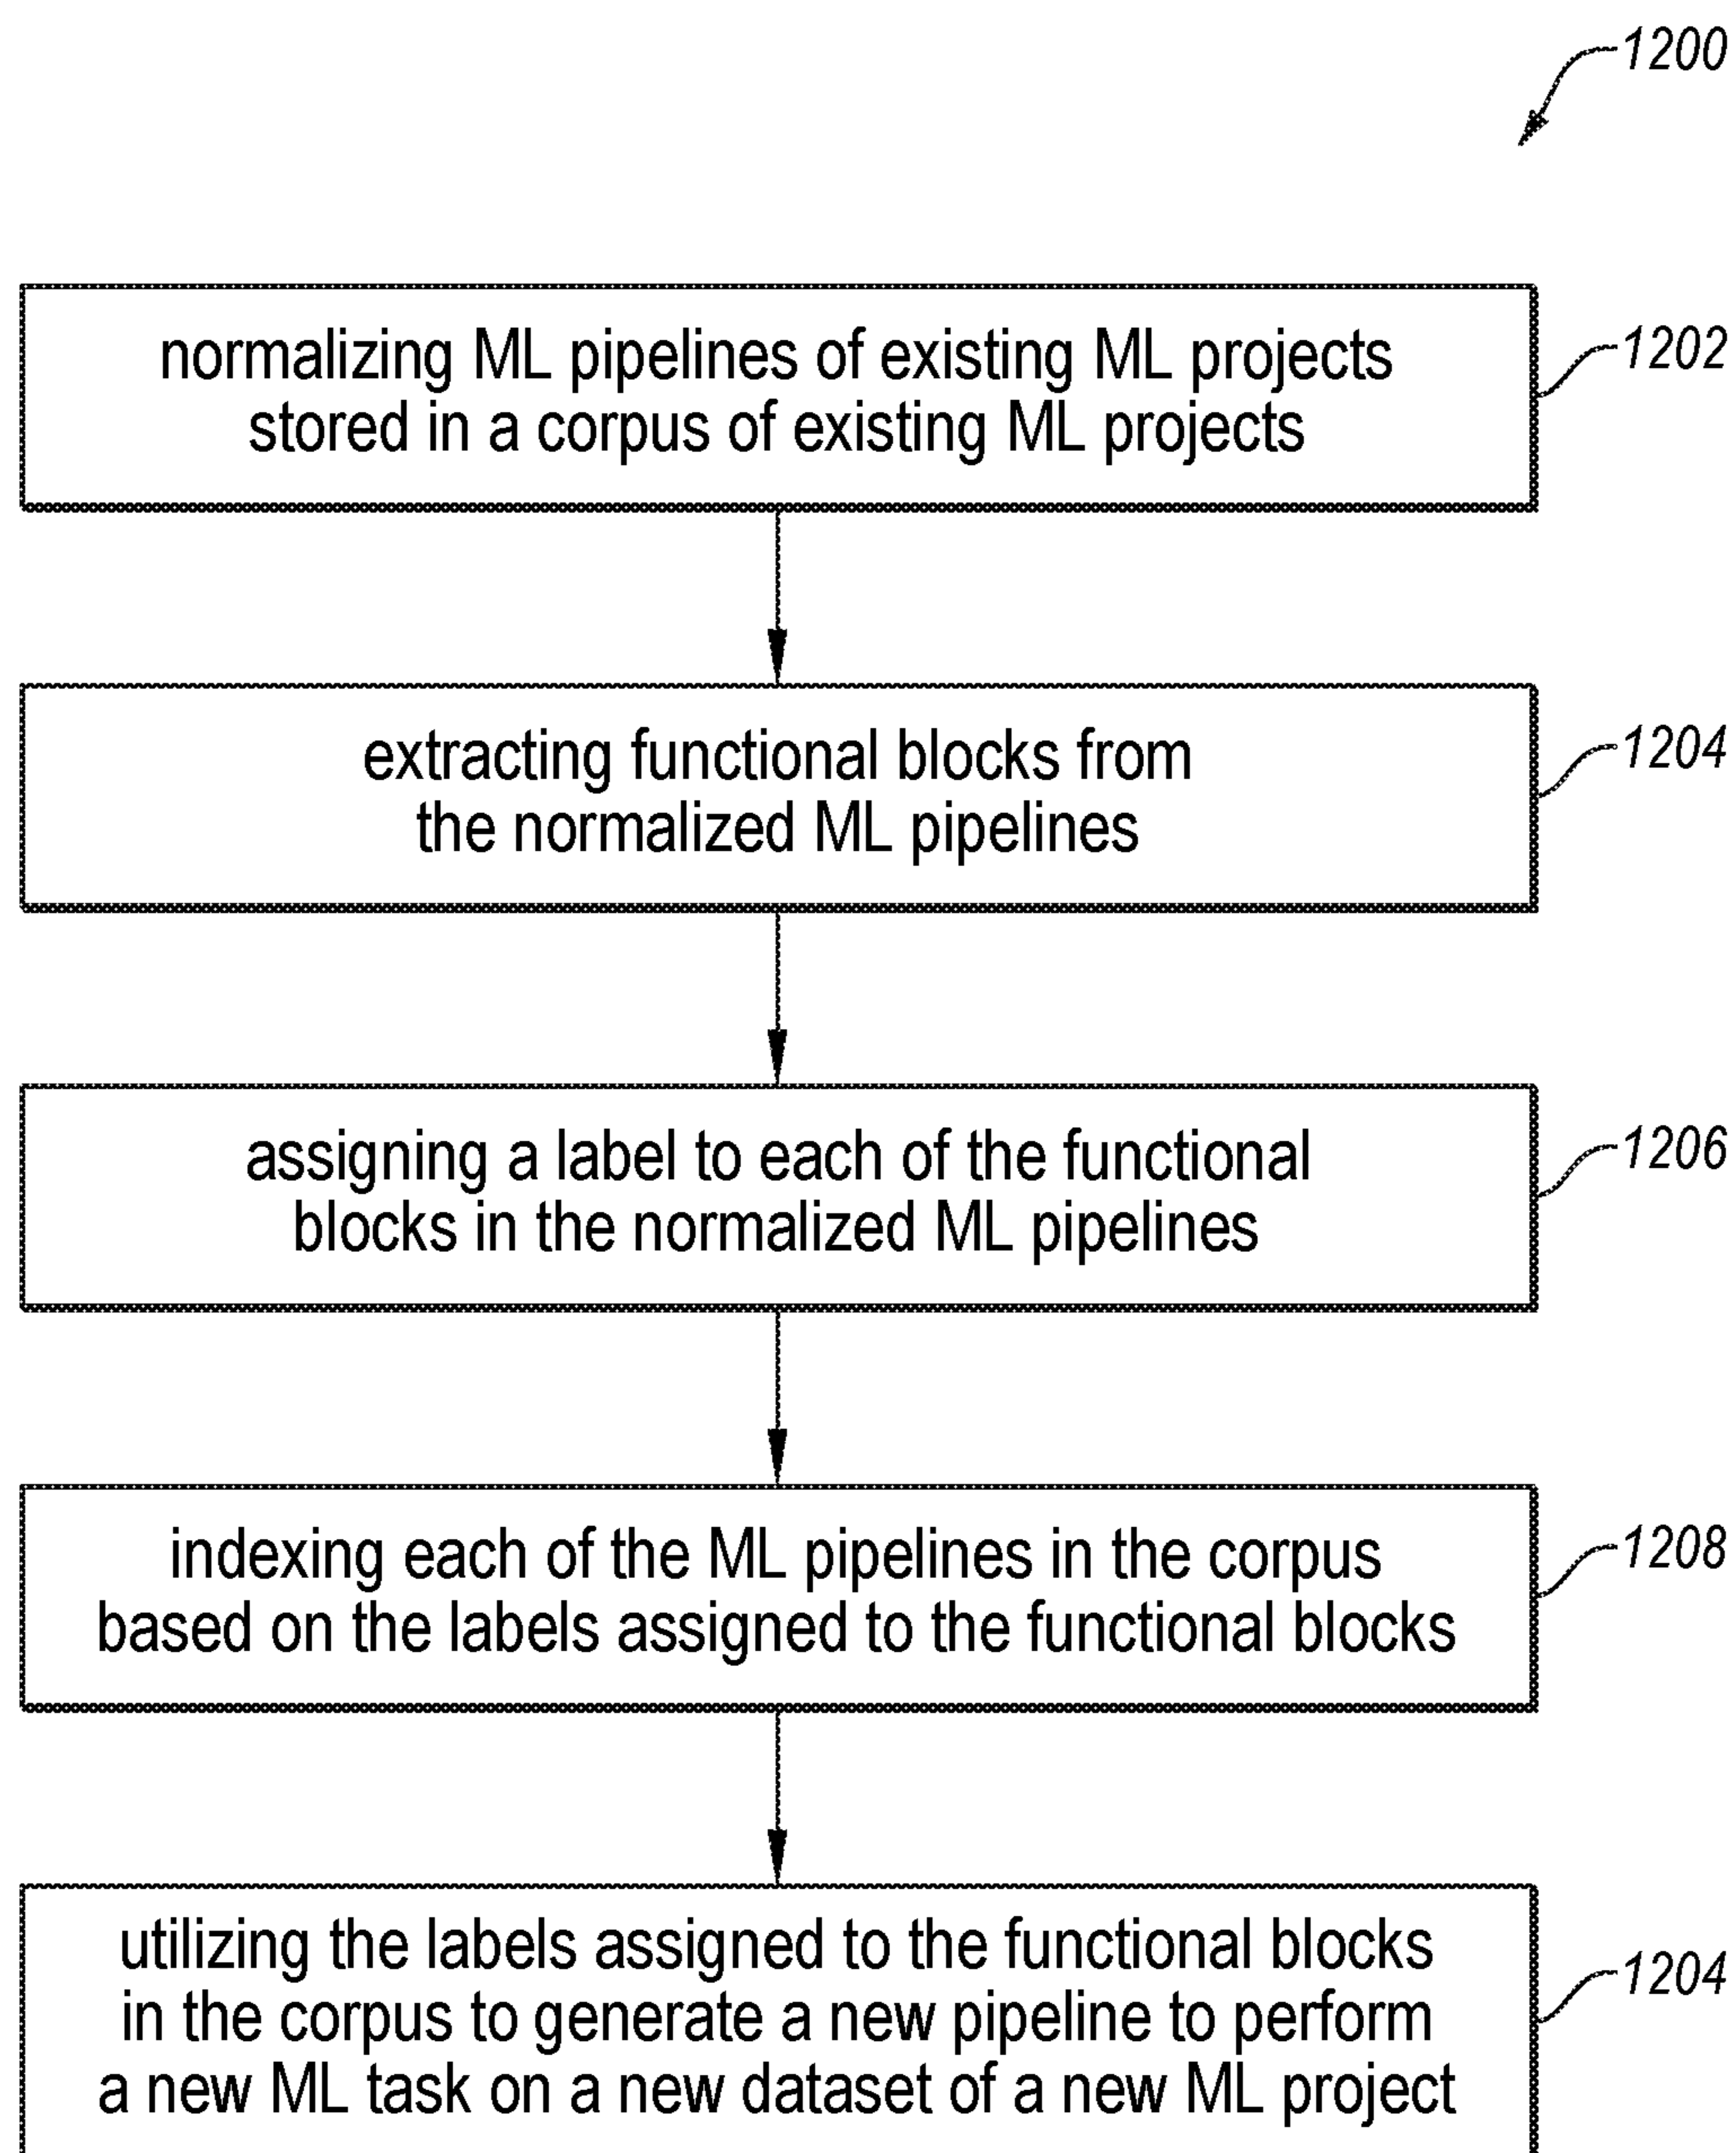 1200
normalizing ML pipelines of existing ML projects
stored in a corpus of existing ML projects
1202
extracting functional blocks from
the normalized ML pipelines
1204
assigning a label to each of the functional
blocks in the normalized ML pipelines
1206
indexing each of the ML pipelines in the corpus
based on the labels assigned to the functional blocks
1208
utilizing the labels assigned to the functional blocks
in the corpus to generate a new pipeline to perform
a new ML task on a new dataset of a new ML project
1204